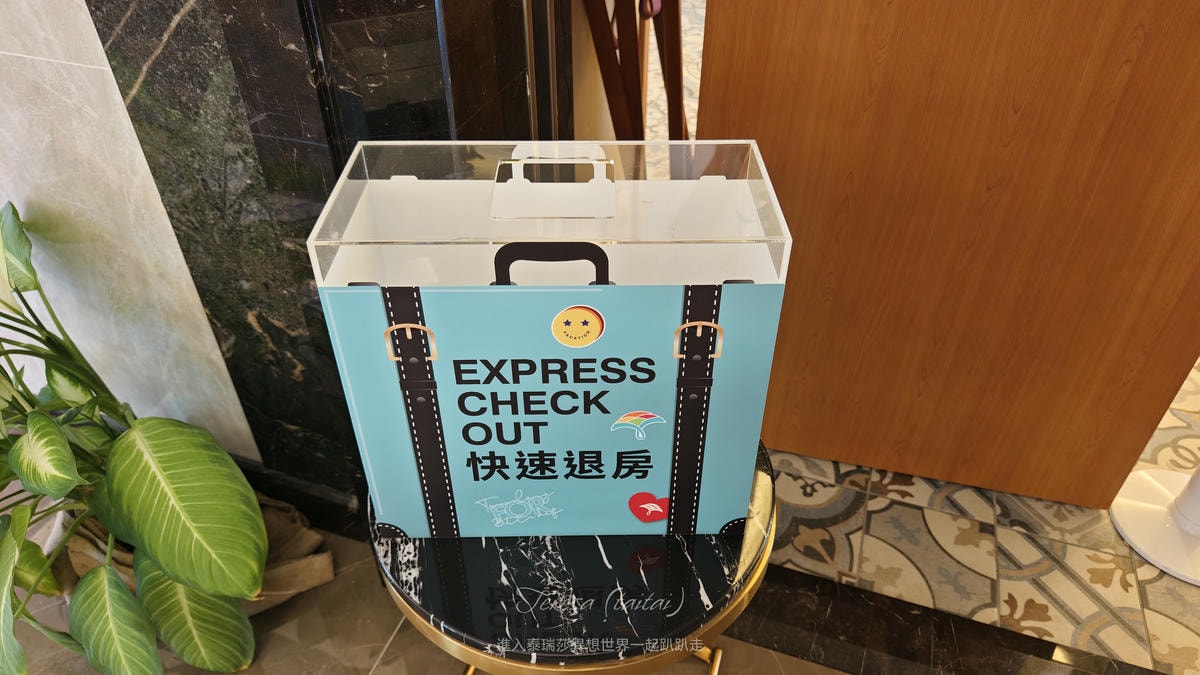 VACATION
EXPRESS
CHECK
OUT
快速退房
Teresa (taitai)
進入泰瑞莎異想世界一起趴趴走